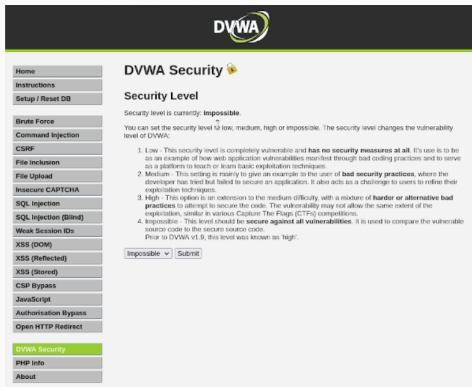 DVWA
Home
Instructions
Setup / Reset DB
Brute Force
Command Injection
CSRF
File Inclusion
File Upload
Insecure CAPTCHA
SQL Injection
SQL Injection (Blind)
Weak Session IDs
XSS (DOM)
XSS (Reflected)
XSS (Stored)
CSP Bypass
JavaScript
Authorisation Bypass
Open HTTP Redirect
DVWA Security
PHP Info
About
DVWA Security
Security Level
Security level is currently: Impossible.
You can set the security level to low, medium, high or impossible. The security level changes the vulnerability
level of DVWA:
1. Low - This security level is completely vulnerable and has no security measures at all. It's use is to be
as an example of how web application vulnerabilities manifest through bad coding practices and to serve
as a platform to teach or learn basic exploitation techniques.
2. Medium - This setting is mainly to give an example to the user of bad security practices, where the
developer has tried but failed to secure an application. It also acts as a challenge to users to refine their
exploitation techniques.
3. High - This option is an extension to the medium difficulty, with a mixture of harder or alternative bad
practices to attempt to secure the code. The vulnerability may not allow the same extent of the
exploitation, similar in various Capture The Flags (CTFs) competitions.
4. Impossible - This level should be secure against all vulnerabilities. It is used to compare the vulnerable
source code to the secure source code.
Prior to DVWA v1.9, this level was known as 'high'.
Impossible Submit